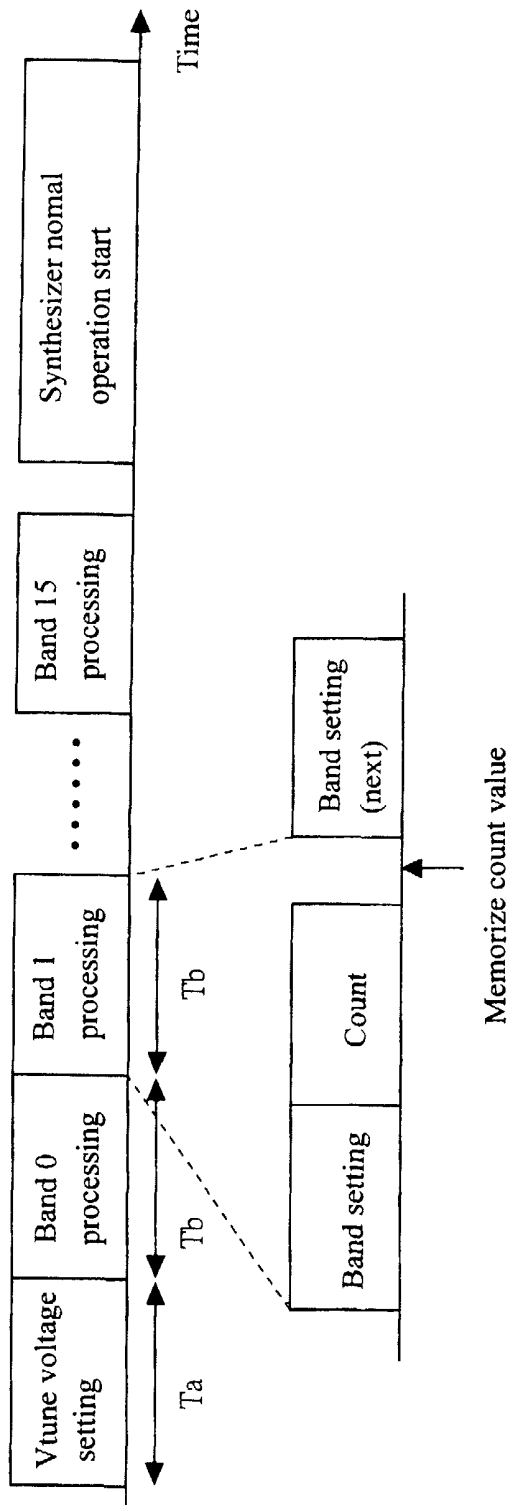 Vtune voltage
setting
Band 0
processing
Band 1
processing
••••••
Band 15
processing
Synthesizer nomal
operation start
Ta
Tb
Tb
Time
Band setting
Count
Band setting
(next)
Memorize count value